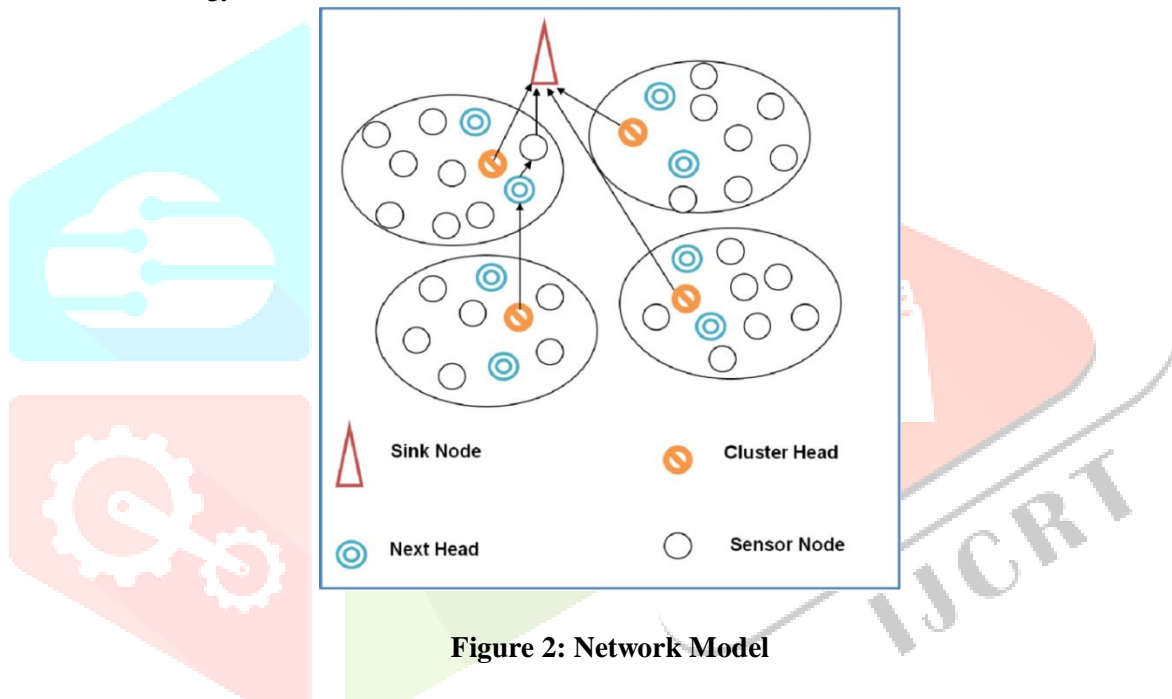 Sink Node
Cluster Head
Next Head
Sensor Node
IJCRT
Figure 2: Network Model